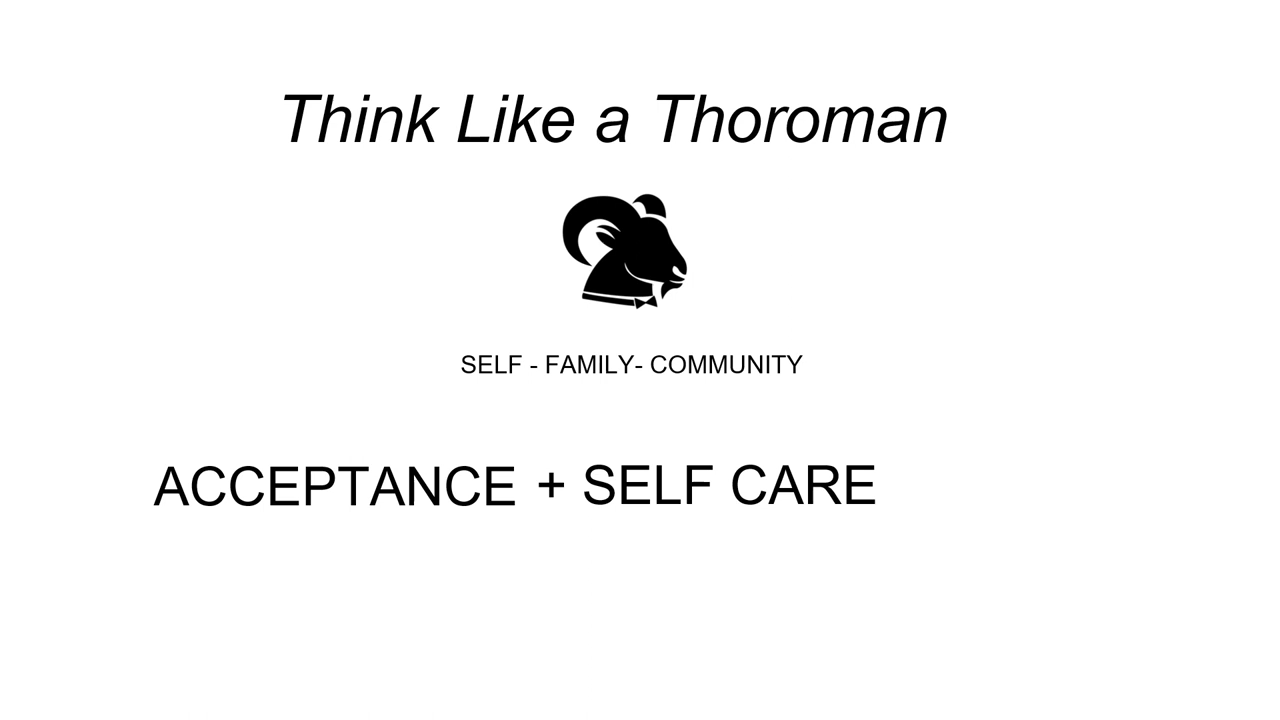 Think Like a Thoroman
SELF - FAMILY- COMMUNITY
ACCEPTANCE + SELF CARE